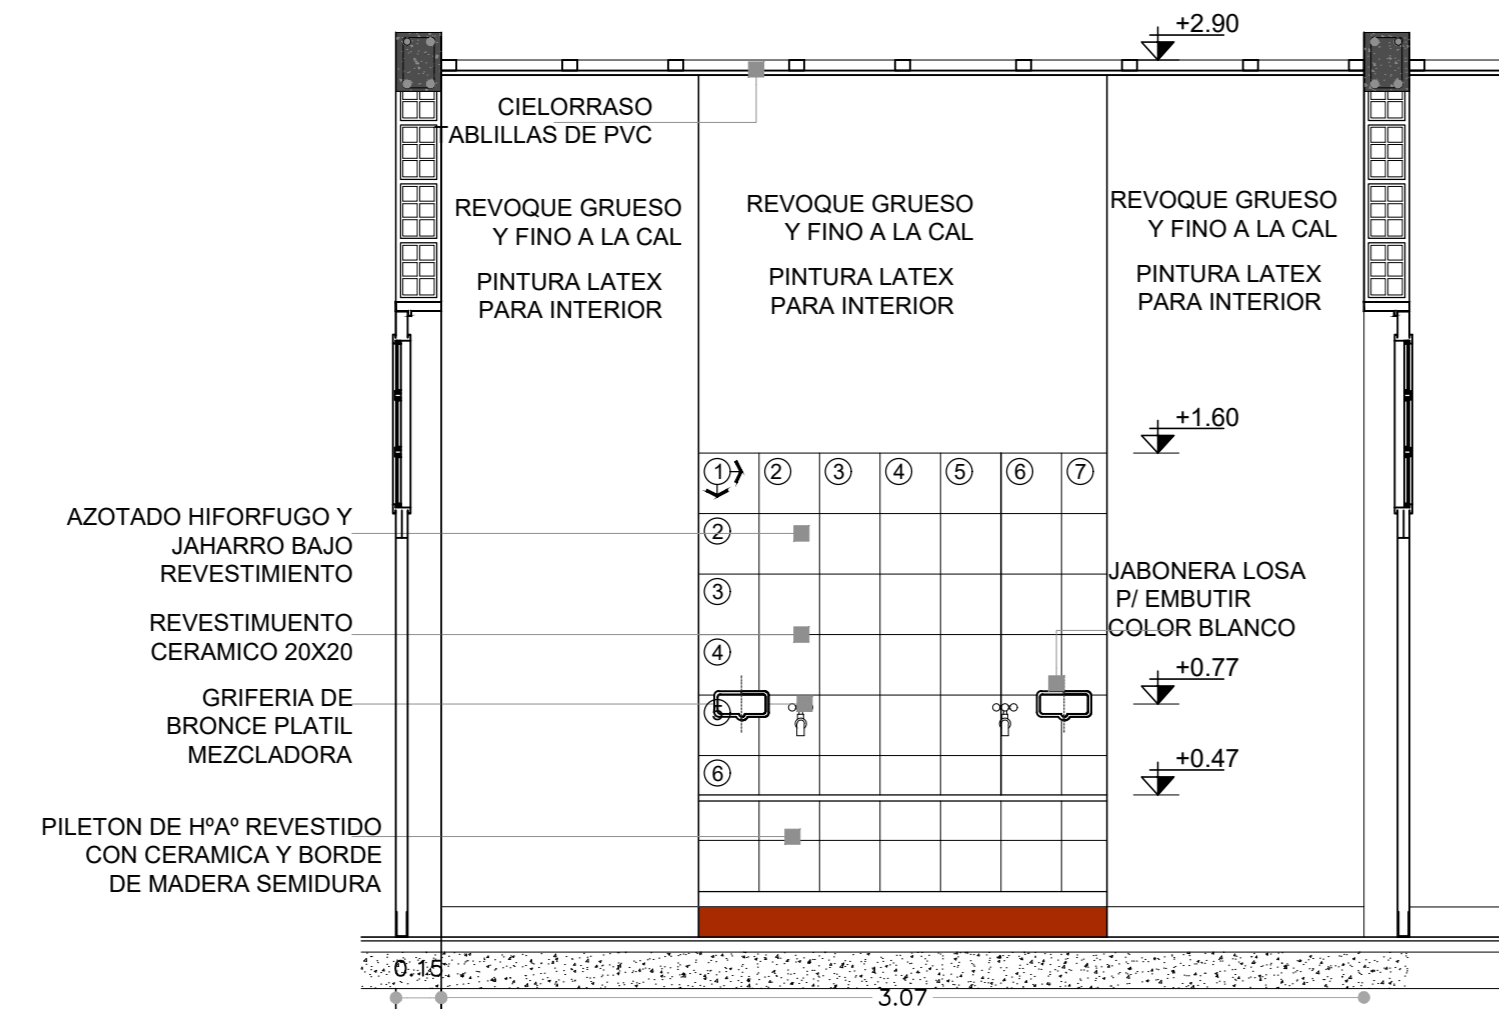 +2.90
CIELORRASO
TABLILLAS DE PVC
REVOQUE GRUESO
Y FINO A LA CAL
PINTURA LATEX
PARA INTERIOR
REVOQUE GRUESO
Y FINO A LA CAL
PINTURA LATEX
PARA INTERIOR
REVOQUE GRUESO
Y FINO A LA CAL
PINTURA LATEX
PARA INTERIOR
+1.60
1 2 3 4 5 6 7
2
3
4
5
6
AZOTADO HIFORFUGO Y
JAHARRO BAJO
REVESTIMIENTO
REVESTIMUENTO
CERAMICO 20X20
GRIFERIA DE
BRONCE PLATIL
MEZCLADORA
PILETON DE HºAº REVESTIDO
CON CERAMICA Y BORDE
DE MADERA SEMIDURA
JABONERA LOSA
P/ EMBUTIR
COLOR BLANCO
+0.77
+0.47
0.15
3.07